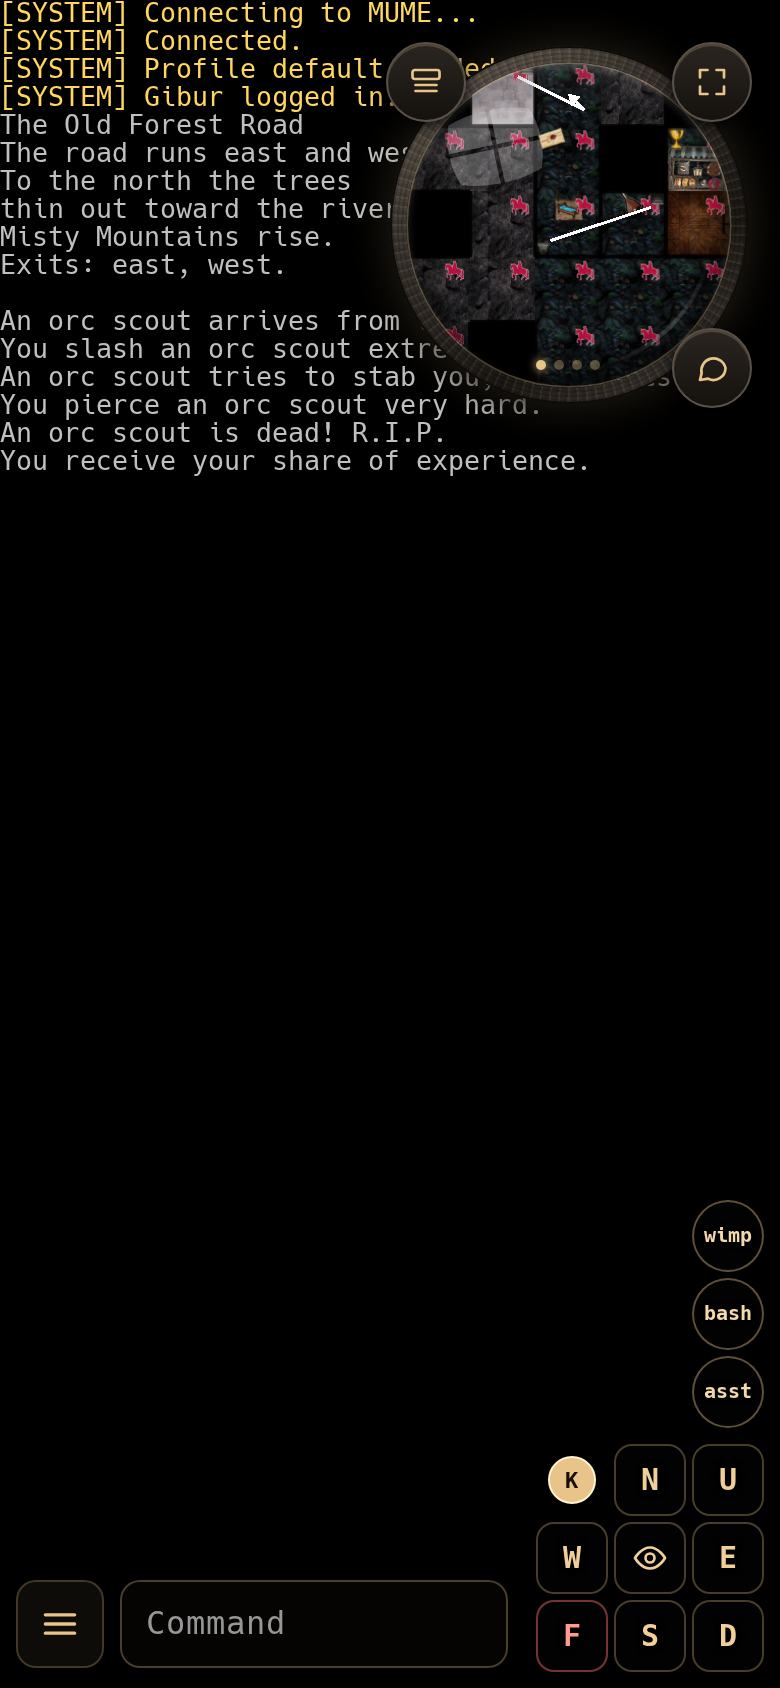 [SYSTEM] Connecting to MUME...
[SYSTEM] Connected.
[SYSTEM] Profile default
[SYSTEM] Gibur logged in.
The Old Forest Road
The road runs east and
To the north the trees
thin out toward the river
Misty Mountains rise.
Exits: east, west.
An orc scout arrives from
You slash an orc scout
An orc scout tries to stab you,
You pierce an orc scout very hard.
An orc scout is dead! R.I.P.
You receive your share of experience.
wimp
bash
asst
K N U
W E
Command
F S D